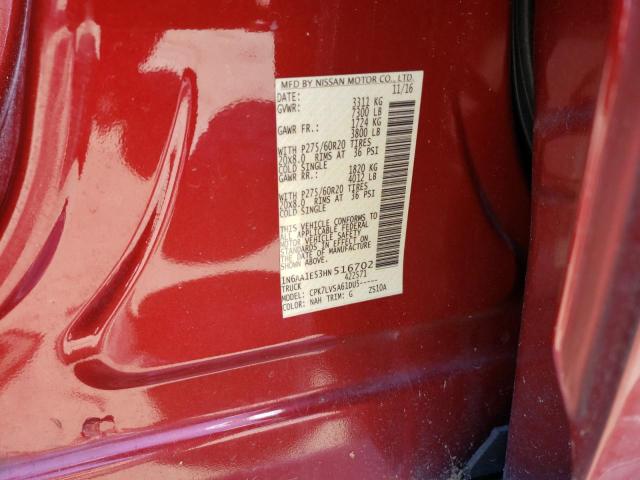 MFD BY NISSAN MOTOR CO., LTD.
DATE: 11/16
GVWR: 3311 KG
7300 LB
GAWR FR.: 1724 KG
3800 LB
WITH P275/60R20 TIRES
20X8.0 RIMS AT 36 PSI
COLD SINGLE
GAWR RR.: 1820 KG
4012 LB
WITH P275/60R20 TIRES
20X8.0 RIMS AT 36 PSI
COLD SINGLE
THIS VEHICLE CONFORMS TO
ALL APPLICABLE FEDERAL
MOTOR VEHICLE SAFETY
STANDARDS IN EFFECT ON
THE DATE OF MANUFACTURE
SHOWN ABOVE.
1N6AA1E53HN516702
TRUCK 422571
MODEL: CPK7LVSA61DU5-----
COLOR: NAH TRIM: G ZS10A